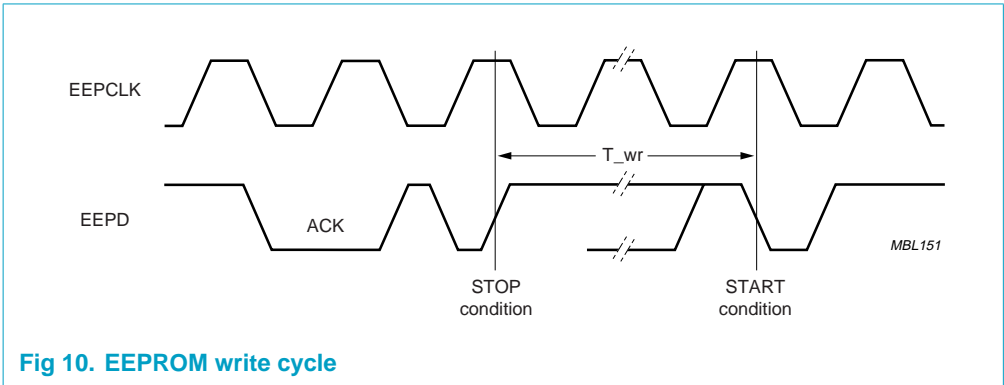 EEPCLK
T_wr
EEPD
ACK
MBL151
STOP
condition
START
condition
Fig 10. EEPROM write cycle